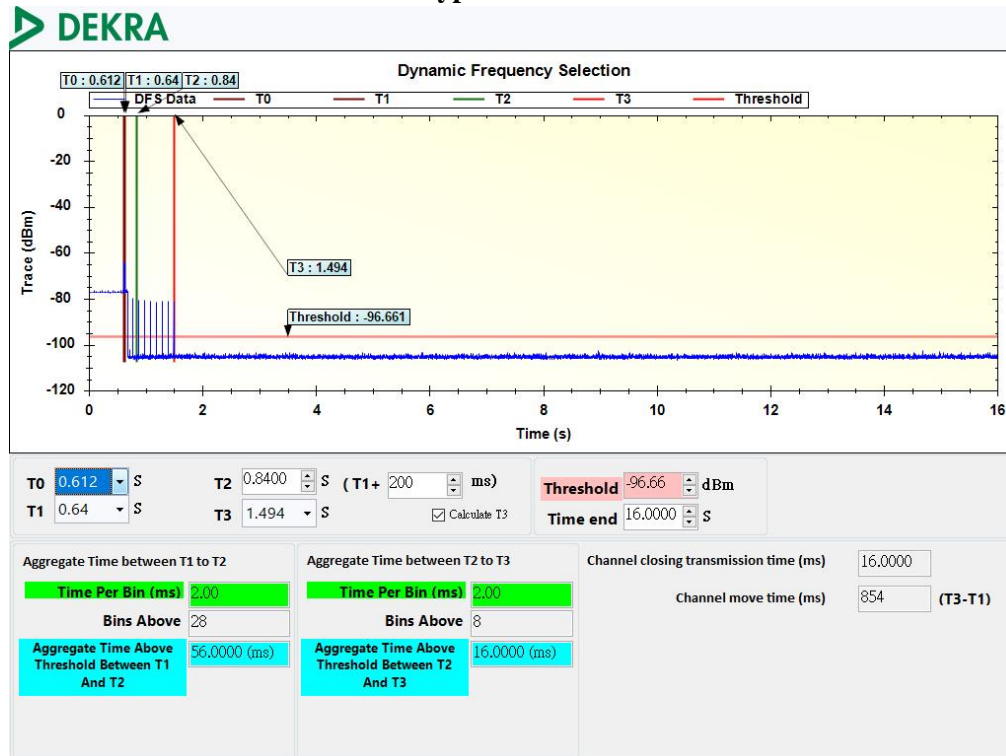 DEKRA
Dynamic Frequency Selection
T0 : 0.612 T1 : 0.64 T2 : 0.84
DFS Data T0 T1 T2 T3 Threshold
0
-20
-40
-60
-80
-100
-120
Trace (dBm)
T3 : 1.494
Threshold : -96.661
0 2 4 6 8 10 12 14 16
Time (s)
T0 0.612 S T2 0.8400 S ( T1+ 200 ms) Threshold -96.66 dBm
T1 0.64 S T3 1.494 S Calculate T3 Time end 16.0000 S
Aggregate Time between T1 to T2
Time Per Bin (ms) 2.00
Bins Above 28
Aggregate Time Above 56.0000 (ms)
Threshold Between T1
And T2
Aggregate Time between T2 to T3
Time Per Bin (ms) 2.00
Bins Above 8
Aggregate Time Above 16.0000 (ms)
Threshold Between T2
And T3
Channel closing transmission time (ms) 16.0000
Channel move time (ms) 854 (T3-T1)